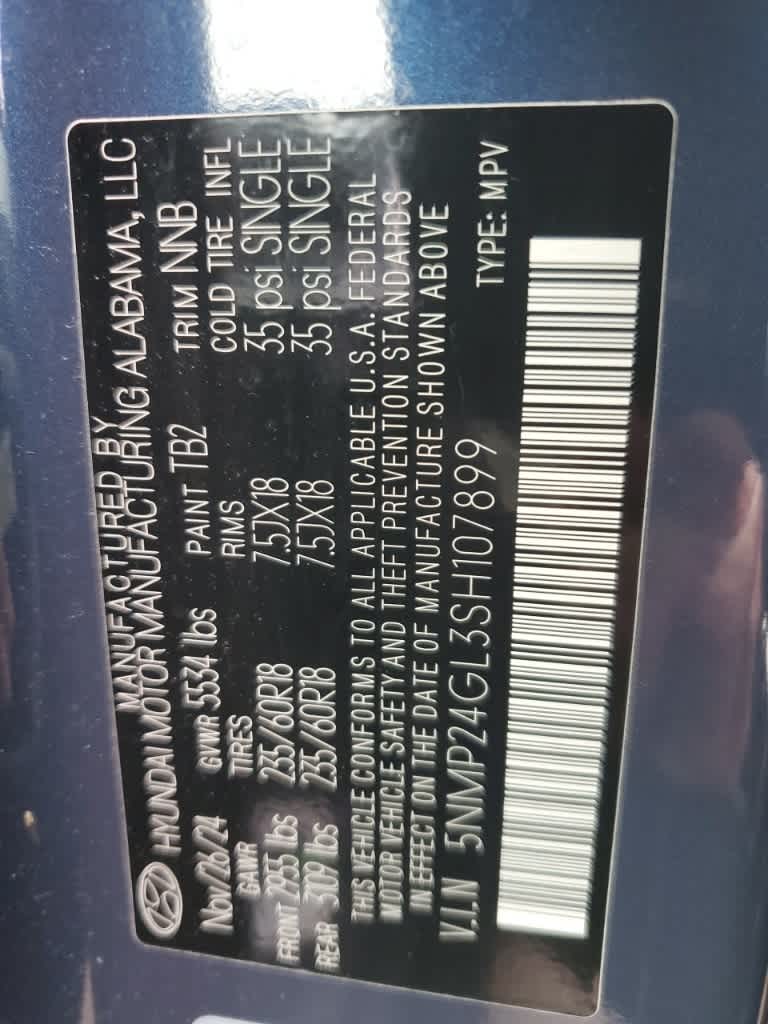 MANUFACTURED BY
HYUNDAI MOTOR MANUFACTURING ALABAMA, LLC
Nov/26/24 GVWR 5534 lbs PAINT TB2 TRIM NNB
GAWR TIRES RIMS COLD TIRE INFL
FRONT 2955 lbs 235/60R18 7.5JX18 35 psi SINGLE
REAR 3109 lbs 235/60R18 7.5JX18 35 psi SINGLE
THIS VEHICLE CONFORMS TO ALL APPLICABLE U.S.A. FEDERAL
MOTOR VEHICLE SAFETY AND THEFT PREVENTION STANDARDS
IN EFFECT ON THE DATE OF MANUFACTURE SHOWN ABOVE
V.I.N 5NMP24GL3SH107899 TYPE: MPV